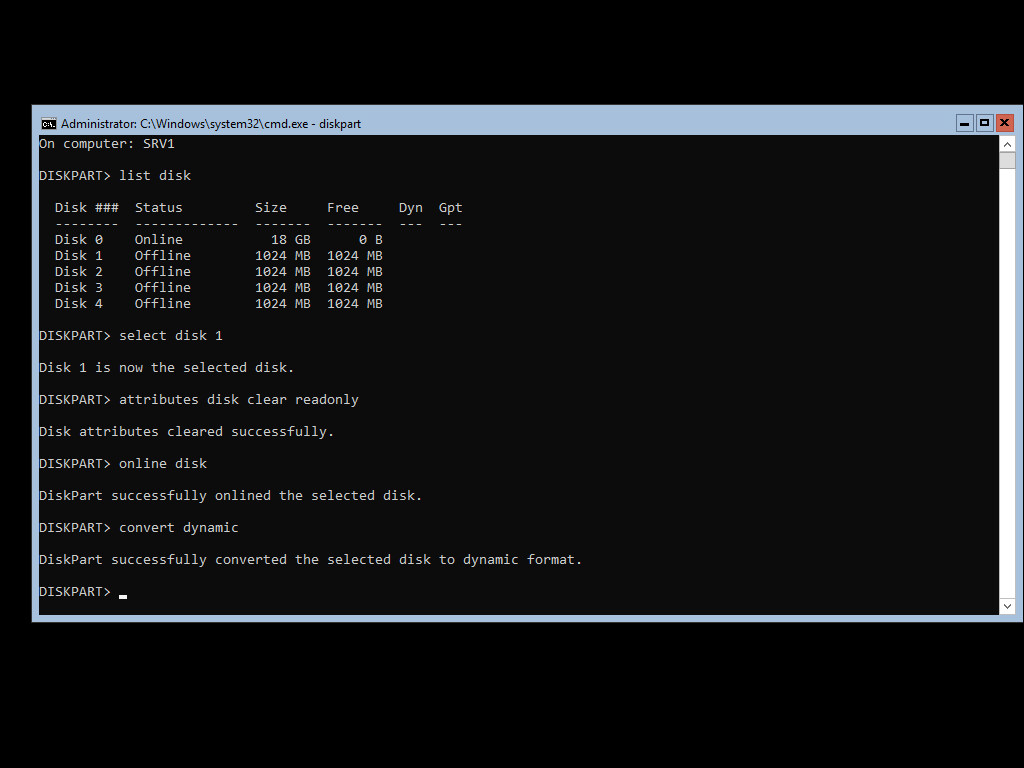 Administrator: C:\Windows\system32\cmd.exe - diskpart
On computer: SRV1
DISKPART> list disk
  Disk ###  Status         Size     Free     Dyn  Gpt
  --------  -------------  -------  -------  ---  ---
  Disk 0    Online           18 GB      0 B
  Disk 1    Offline        1024 MB  1024 MB
  Disk 2    Offline        1024 MB  1024 MB
  Disk 3    Offline        1024 MB  1024 MB
  Disk 4    Offline        1024 MB  1024 MB
DISKPART> select disk 1
Disk 1 is now the selected disk.
DISKPART> attributes disk clear readonly
Disk attributes cleared successfully.
DISKPART> online disk
DiskPart successfully onlined the selected disk.
DISKPART> convert dynamic
DiskPart successfully converted the selected disk to dynamic format.
DISKPART>